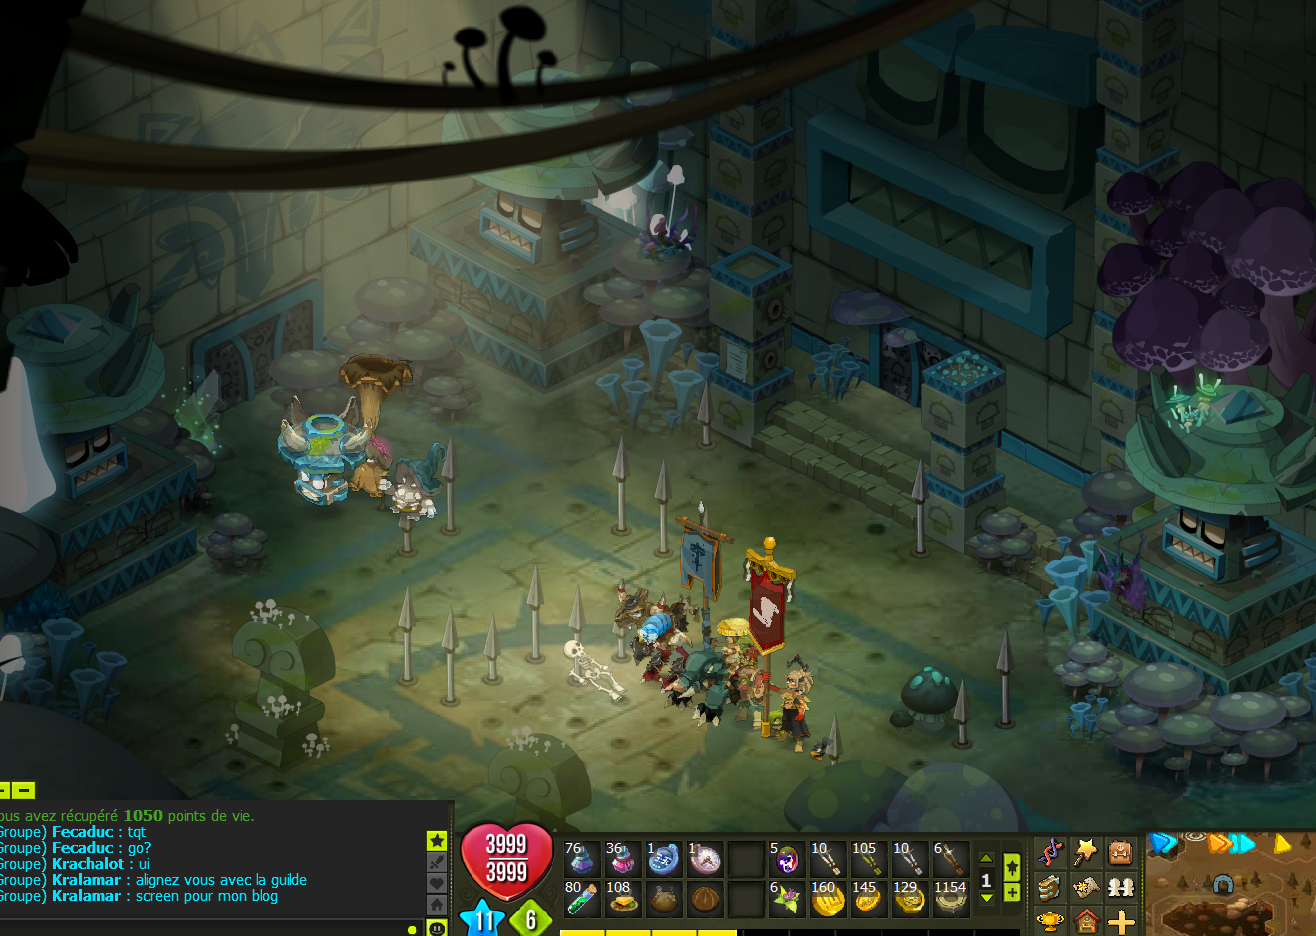 ous avez récupéré 1050 points de vie.
Groupe) Fecaduc : tqt
Groupe) Fecaduc : go?
Groupe) Krachalot : ui
Groupe) Kralamar : alignez vous avec la guilde
Groupe) Kralamar : screen pour mon blog
3999
3999
11
6
76 36 1 1 5 10 105 10 6
80 108 6 160 145 129 1154
1